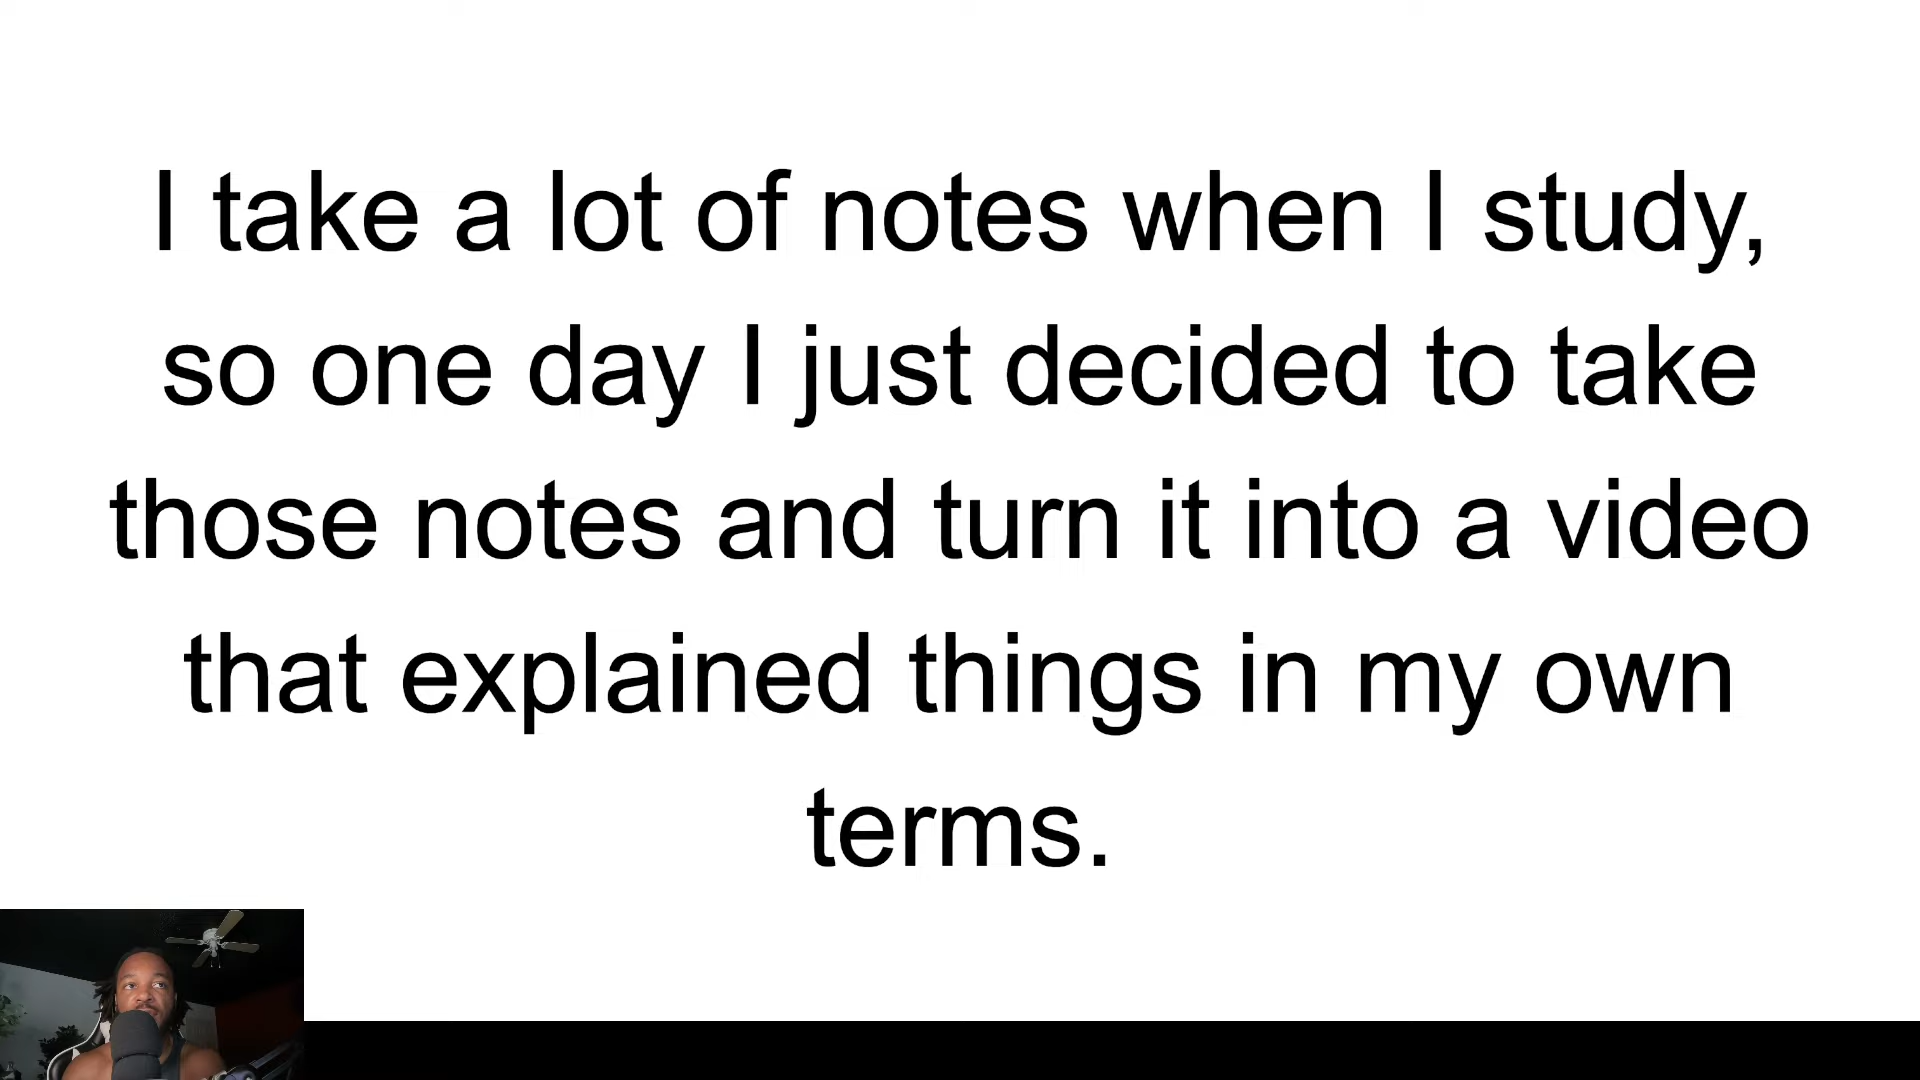 I take a lot of notes when I study,
so one day I just decided to take
those notes and turn it into a video
that explained things in my own
terms.